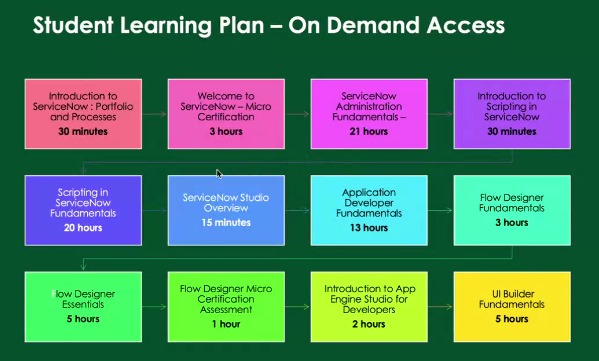 Student Learning Plan – On Demand Access
Introduction to
ServiceNow : Portfolio
and Processes
30 minutes
Welcome to
ServiceNow – Micro
Certification
3 hours
ServiceNow
Administration
Fundamentals –
21 hours
Introduction to
Scripting in
ServiceNow
30 minutes
Scripting in
ServiceNow
Fundamentals
20 hours
ServiceNow Studio
Overview
15 minutes
Application
Developer
Fundamentals
13 hours
Flow Designer
Fundamentals
3 hours
Flow Designer
Essentials
5 hours
Flow Designer Micro
Certification
Assessment
1 hour
Introduction to App
Engine Studio for
Developers
2 hours
UI Builder
Fundamentals
5 hours